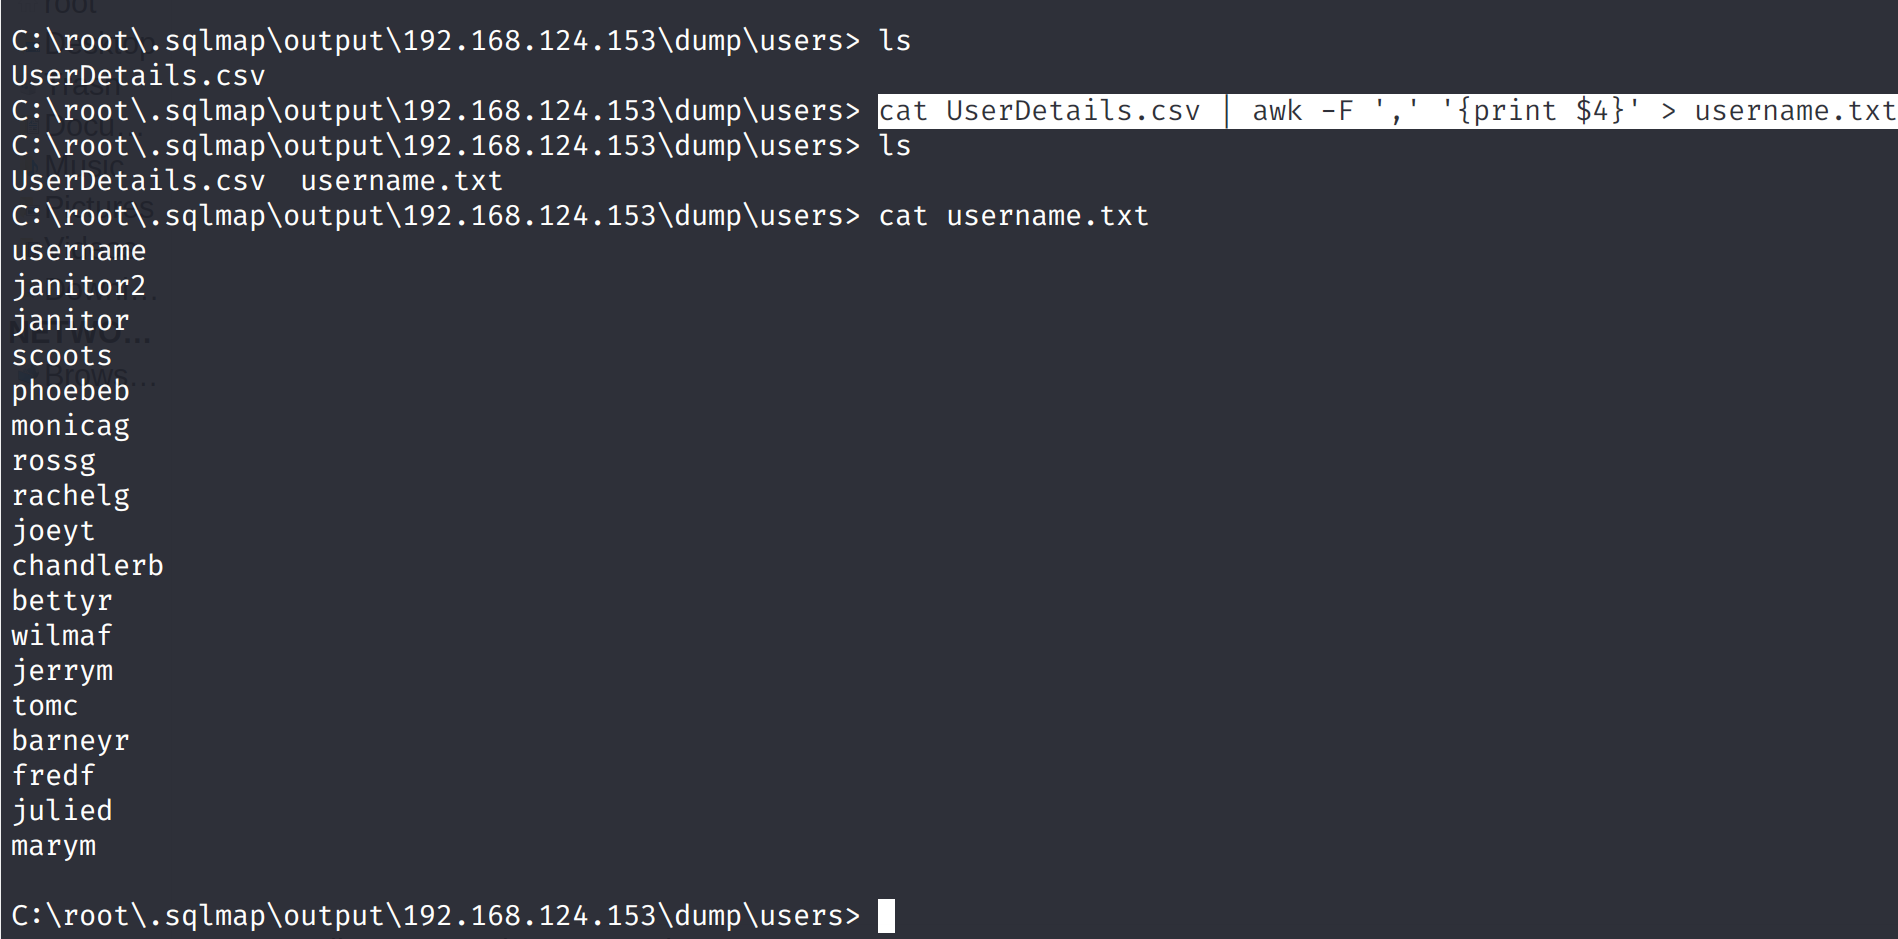 root
C:\root\.sqlmap\output\192.168.124.153\dump\users> ls
UserDetails.csv
C:\root\.sqlmap\output\192.168.124.153\dump\users> cat UserDetails.csv | awk -F ',' '{print $4}' > username.txt
C:\root\.sqlmap\output\192.168.124.153\dump\users> ls
UserDetails.csv  username.txt
C:\root\.sqlmap\output\192.168.124.153\dump\users> cat username.txt
username
janitor2
janitor
scoots
phoebeb
monicag
rossg
rachelg
joeyt
chandlerb
bettyr
wilmaf
jerrym
tomc
barneyr
fredf
julied
marym
C:\root\.sqlmap\output\192.168.124.153\dump\users>